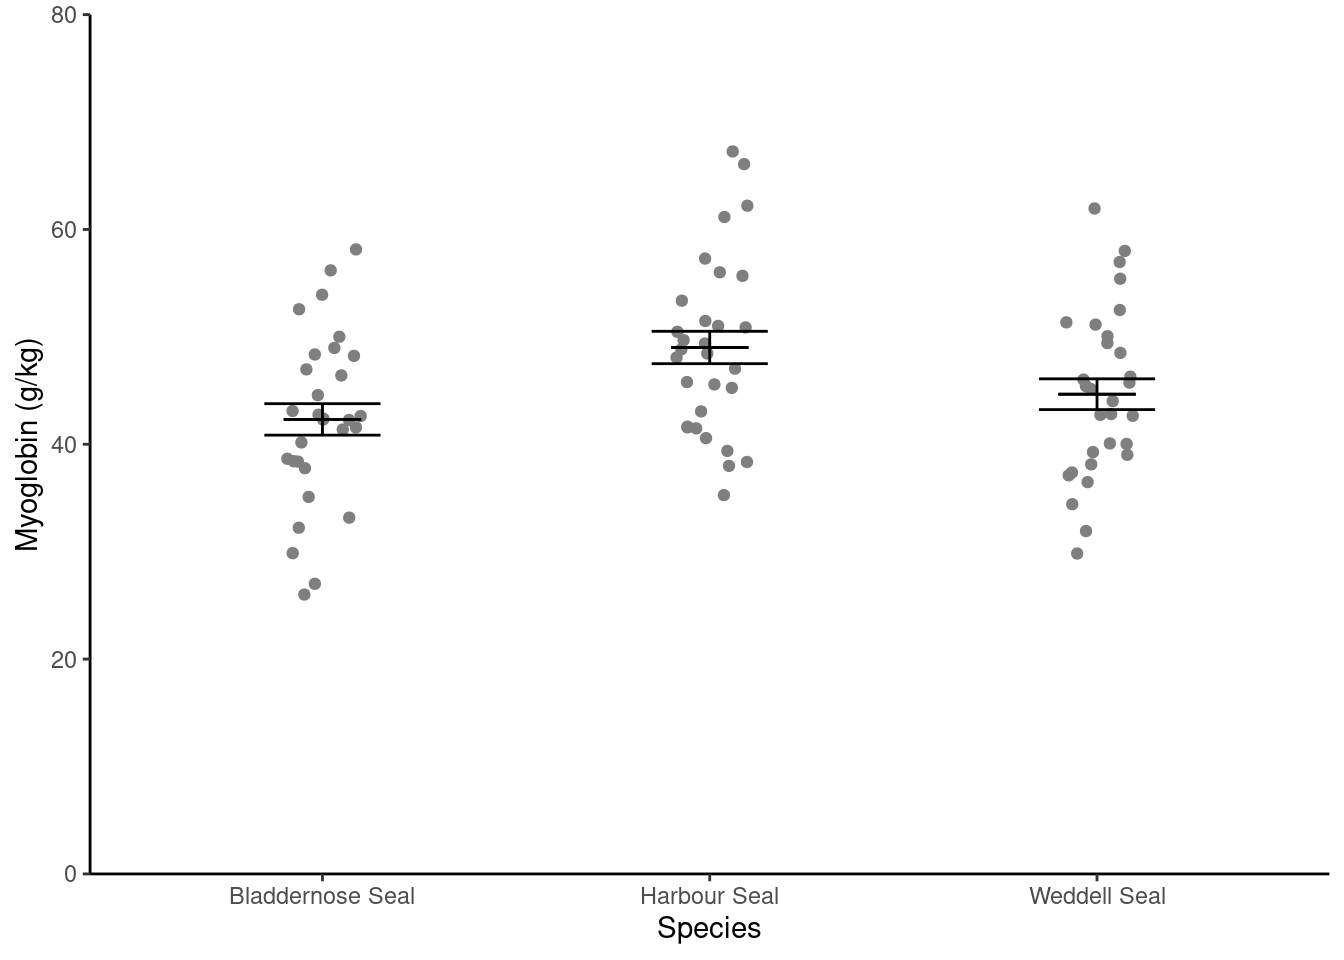 80
60
40
20
0
Myoglobin (g/kg)
Bladdernose Seal
Harbour Seal
Weddell Seal
Species